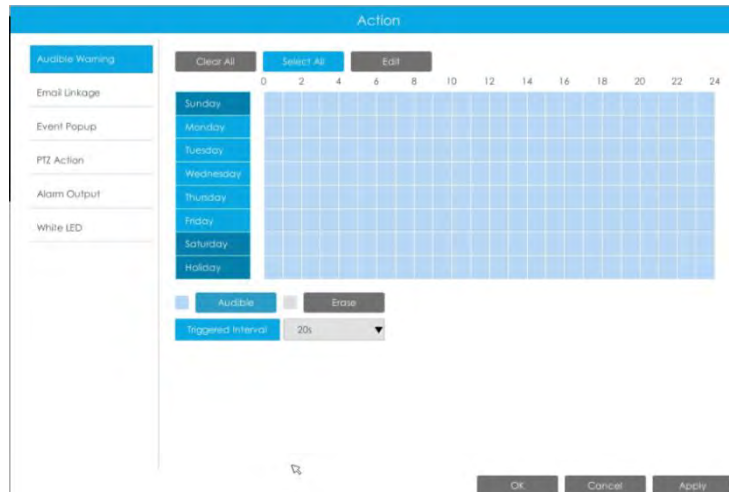 Action
Audible Warning
Email Linkage
Event Popup
PTZ Action
Alarm Output
White LED
Clear All Select All Edit
0 2 4 6 8 10 12 14 16 18 20 22 24
Sunday
Monday
Tuesday
Wednesday
Thursday
Friday
Saturday
Holiday
Audible Erase
Triggered Interval 20s
OK Cancel Apply